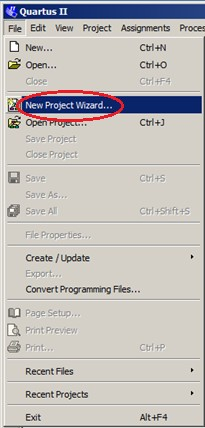 Quartus II
File Edit View Project Assignments Proces
New... Ctrl+N
Open... Ctrl+O
Close Ctrl+F4
New Project Wizard...
Open Project... Ctrl+J
Save Project
Close Project
Save Ctrl+S
Save As...
Save All Ctrl+Shift+S
File Properties...
Create / Update
Export...
Convert Programming Files...
Page Setup...
Print Preview
Print... Ctrl+P
Recent Files
Recent Projects
Exit Alt+F4